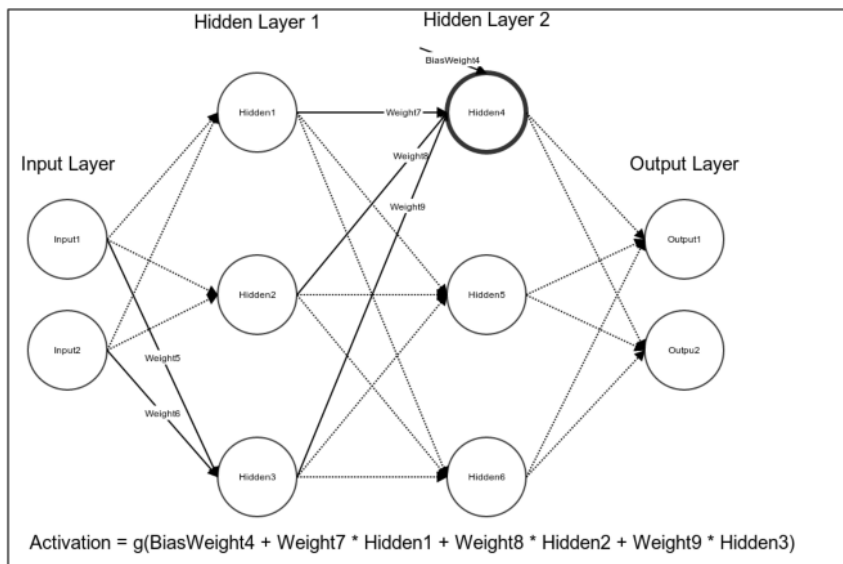 Hidden Layer 1
Hidden Layer 2
BiasWeight4
Hidden1
Weight7
Hidden4
Weight8
Input Layer
Output Layer
Weight9
Input1
Output1
Hidden2
Hidden5
Input2
Outpu2
Weight5
Weight6
Hidden3
Hidden6
Activation = g(BiasWeight4 + Weight7 * Hidden1 + Weight8 * Hidden2 + Weight9 * Hidden3)